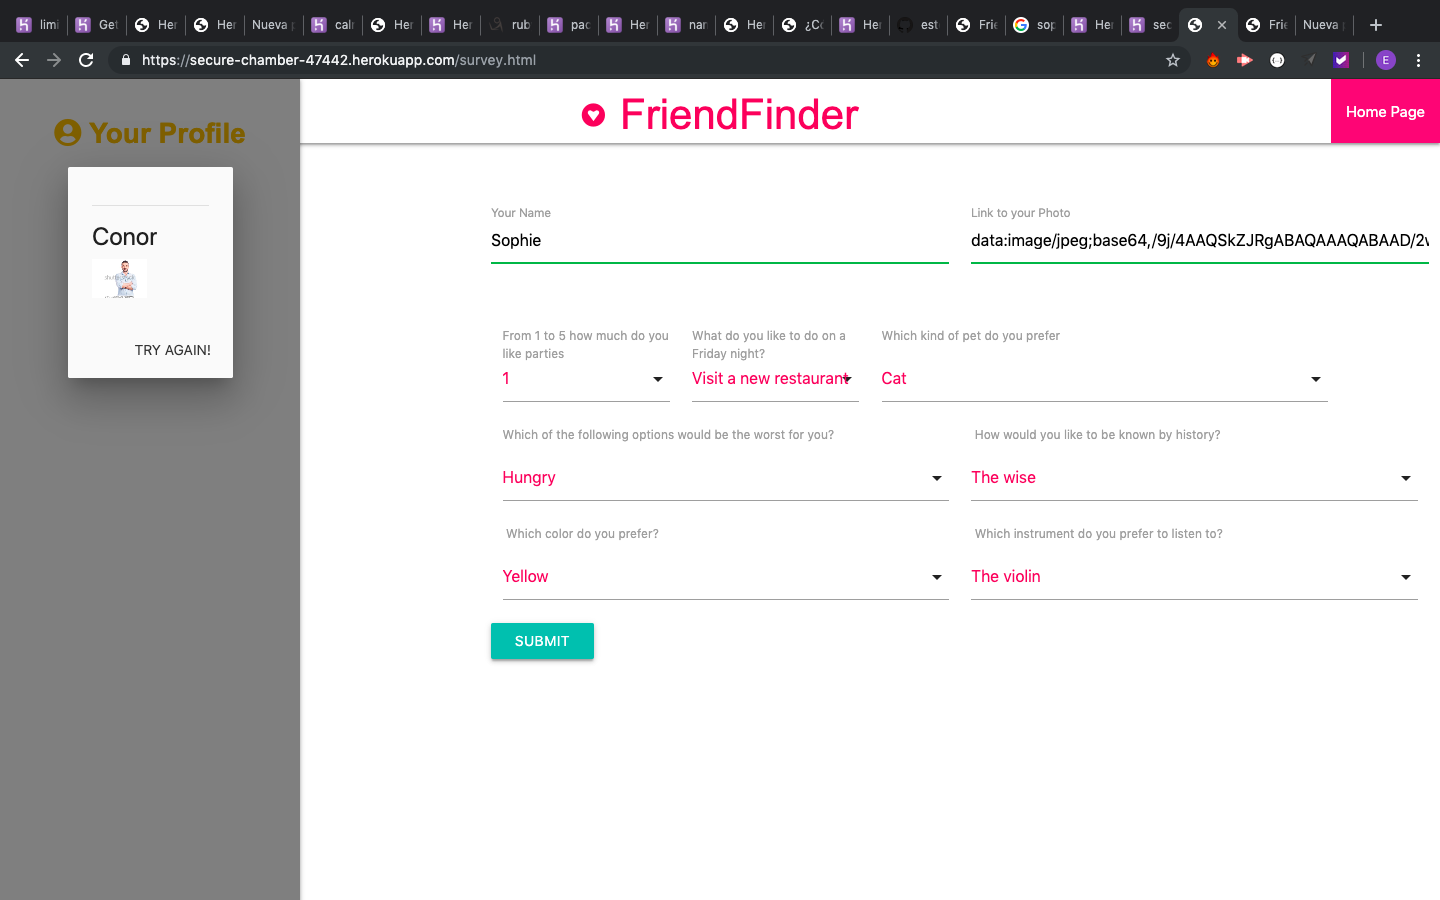 limi
Get
Her
Her
Nueva
calr
Her
Her
rub
pac
Her
nar
Her
¿Có
Her
est
Frie
sop
Her
sec
Frie
Nueva
https://secure-chamber-47442.herokuapp.com/survey.html
E
Your Profile
FriendFinder
Home Page
Conor
TRY AGAIN!
Your Name
Link to your Photo
Sophie
data:image/jpeg;base64,/9j/4AAQSkZJRgABAQAAAQABAAD/2w
From 1 to 5 how much do you
like parties
What do you like to do on a
Friday night?
Which kind of pet do you prefer
1
Visit a new restaurant
Cat
Which of the following options would be the worst for you?
How would you like to be known by history?
Hungry
The wise
Which color do you prefer?
Which instrument do you prefer to listen to?
Yellow
The violin
SUBMIT